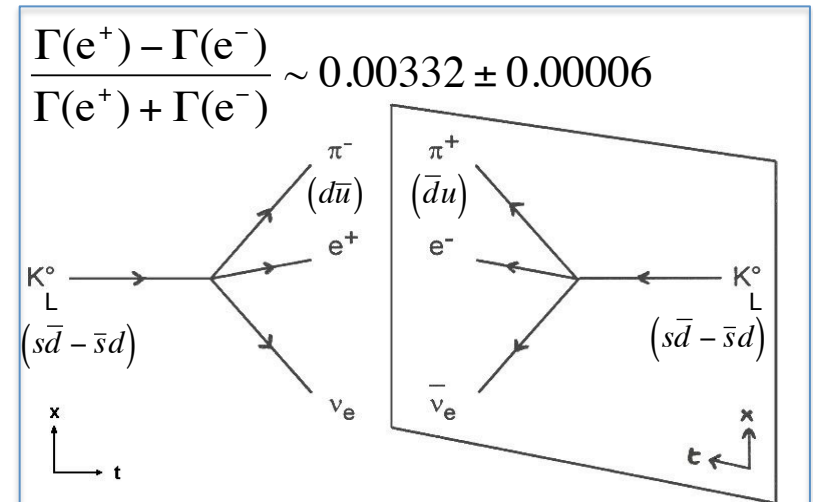 Γ(e⁺) – Γ(e⁻)
Γ(e⁺) + Γ(e⁻)
~ 0.00332 ± 0.00006
π⁻
π⁺
(dū)
(d̄u)
e⁺
e⁻
K°
L
K°
L
(sd̄ – s̄d)
(sd̄ – s̄d)
νe
ν̄e
x
t
x
t